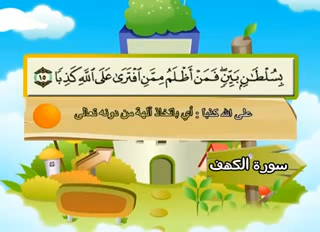 بِسُلْطَٰنٍۭ بَيِّنٍۖ فَمَنْ أَظْلَمُ مِمَّنِ ٱفْتَرَىٰ عَلَى ٱللَّهِ كَذِبًا ١٥
على الله كذبا : أي باتخاذ آلهة من دونه تعالى
سورة الكهف